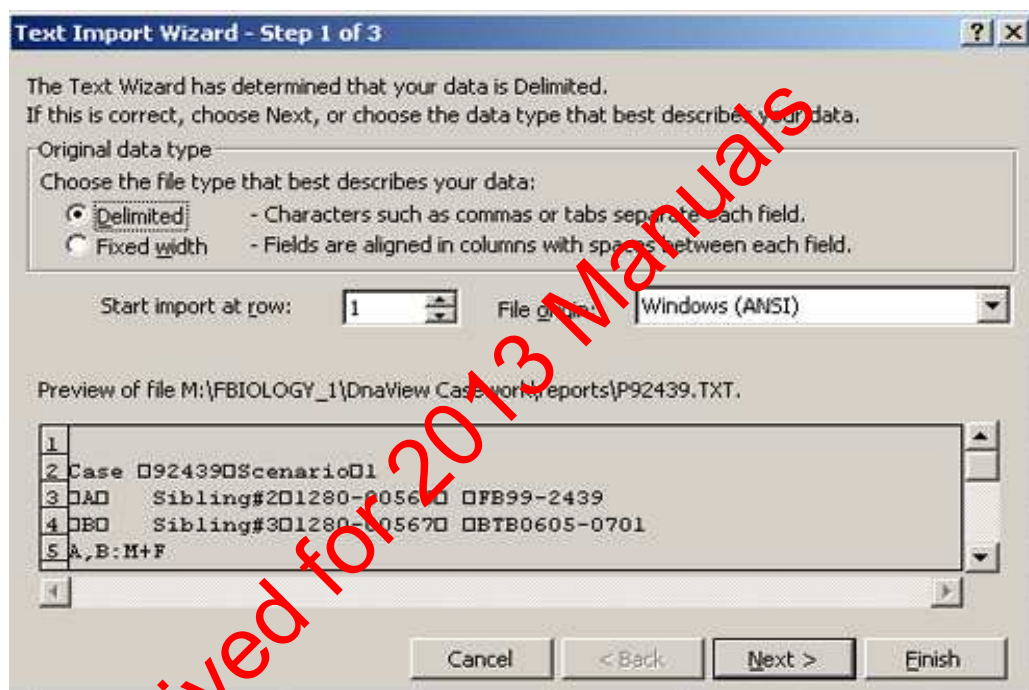 Text Import Wizard - Step 1 of 3
The Text Wizard has determined that your data is Delimited.
If this is correct, choose Next, or choose the data type that best describes your data.
Original data type
Choose the file type that best describes your data:
Delimited - Characters such as commas or tabs separate each field.
Fixed width - Fields are aligned in columns with spaces between each field.
Start import at row: 1 File origin: Windows (ANSI)
Preview of file M:\FBIOLOGY_1\DnaView Casework\reports\P92439.TXT.
1
2 Case □92439□Scenario□1
3 □A□ Sibling#2□1280-00566□ □FB99-2439
4 □B□ Sibling#3□1280-00567□ □BTB0605-0701
5 A,B:M+F
Cancel < Back Next > Finish
for 2013 Manuals